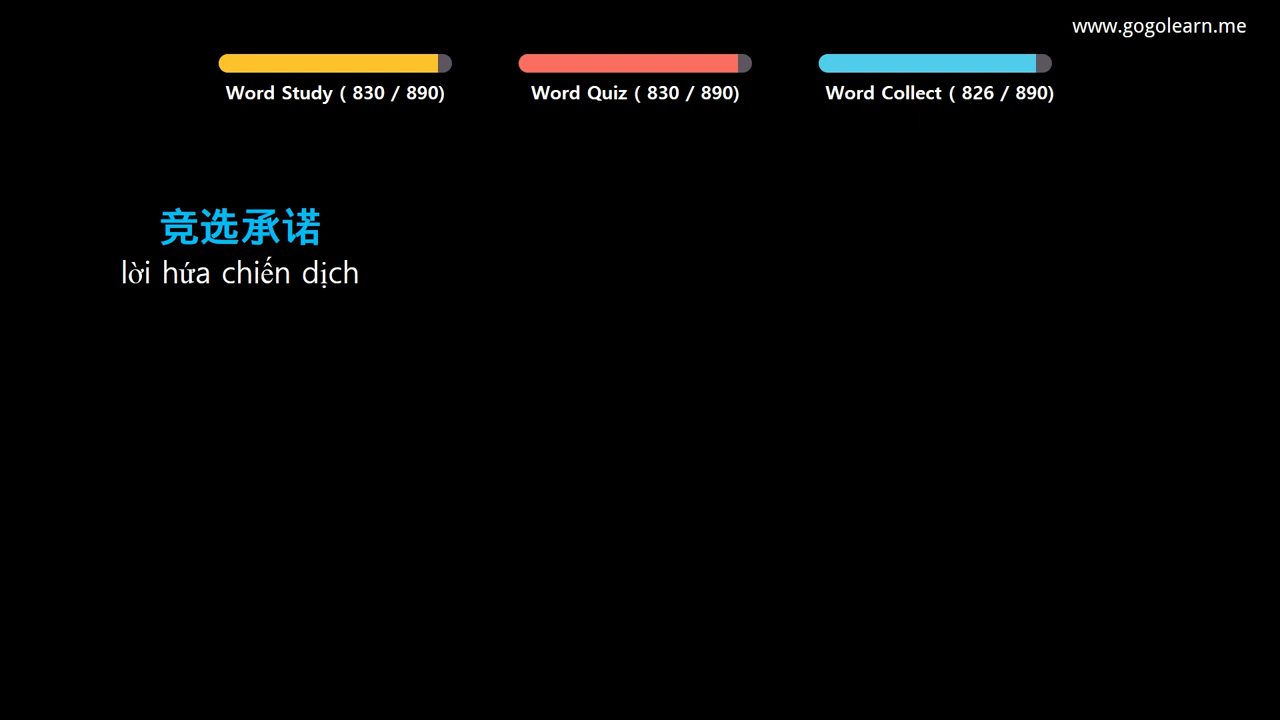 www.gogolearn.me
Word Study ( 830 / 890)
Word Quiz ( 830 / 890)
Word Collect ( 826 / 890)
竞选承诺
lời hứa chiến dịch